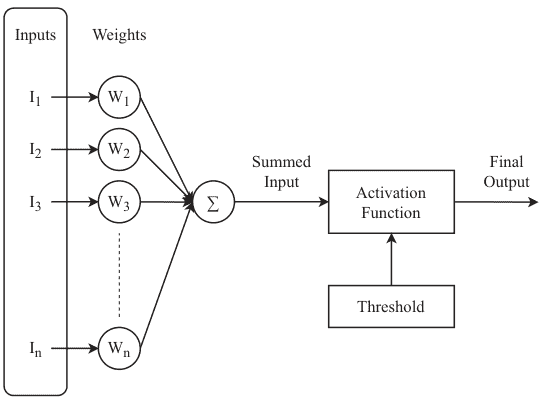 Inputs
Weights
I1
W1
I2
W2
I3
W3
In
Wn
∑
Summed
Input
Activation
Function
Final
Output
Threshold